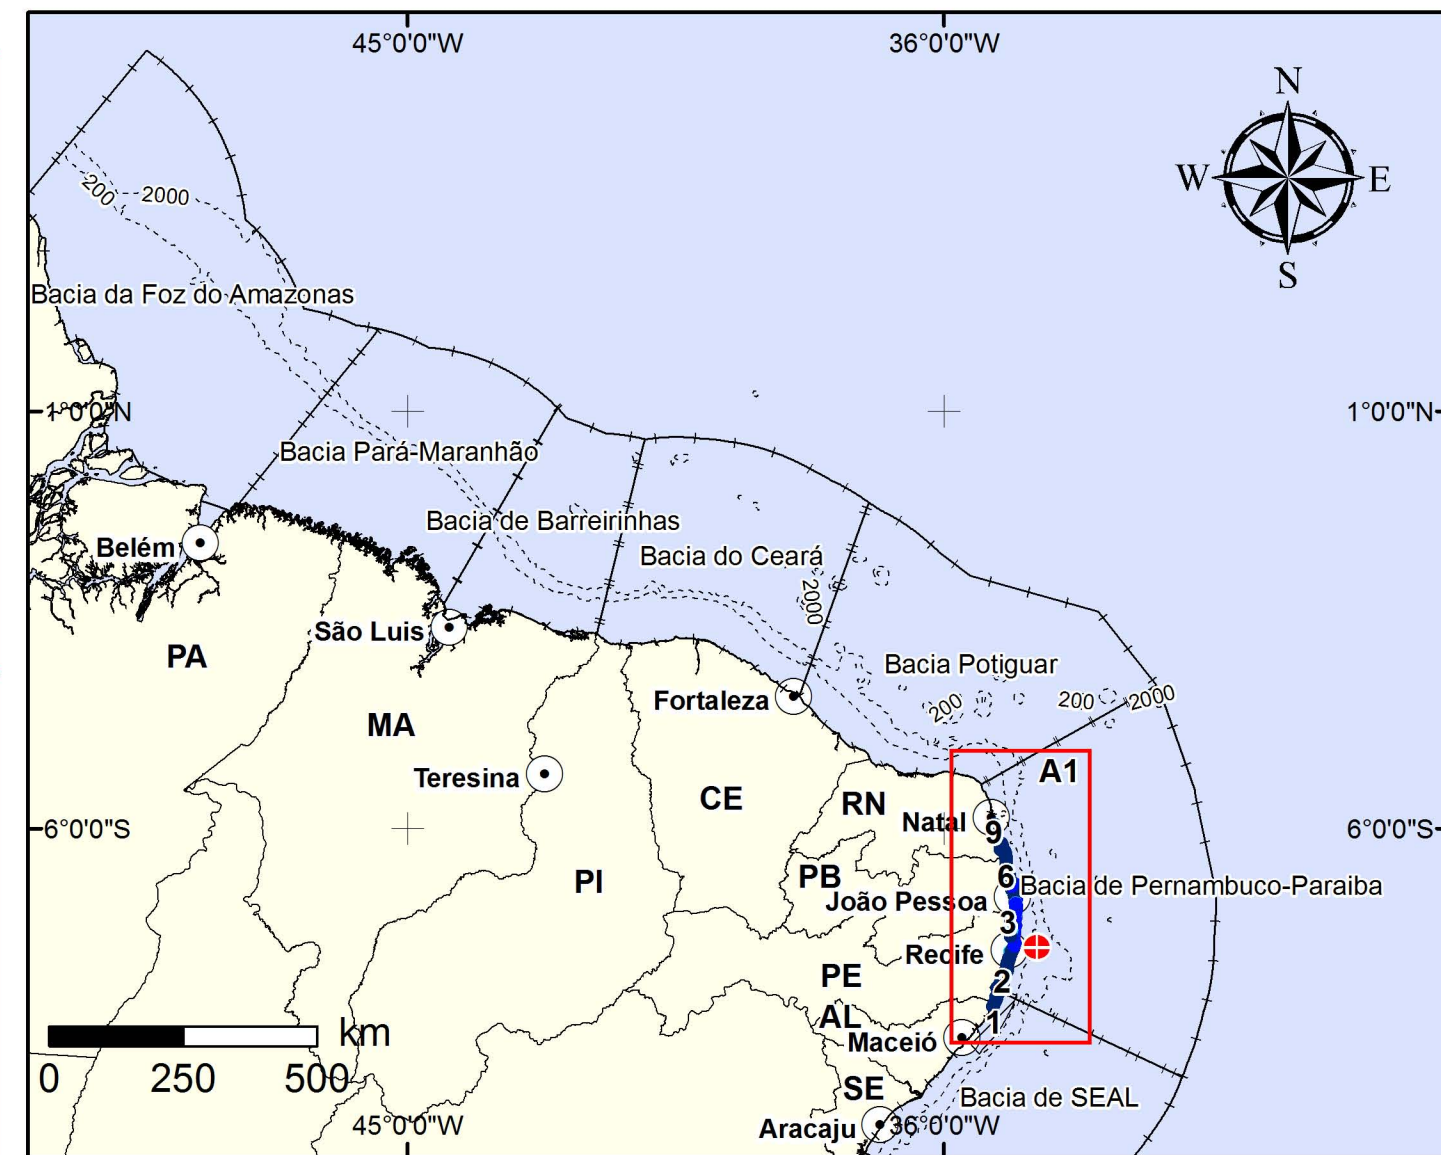 45°0'0"W
36°0'0"W
N
W
E
S
200
2000
Bacia da Foz do Amazonas
1°0'0"N
1°0'0"N
Bacia Pará-Maranhão
Bacia de Barreirinhas
Belém
Bacia do Ceará
2000
São Luis
PA
Bacia Potiguar
Fortaleza
200
200
2000
MA
Teresina
A1
CE
RN
Natal
9
6°0'0"S
6°0'0"S
PI
PB
6
Bacia de Pernambuco-Paraiba
João Pessoa
3
Recife
PE
2
AL
1
Maceió
km
0
250
500
SE
Bacia de SEAL
45°0'0"W
Aracaju
36°0'0"W